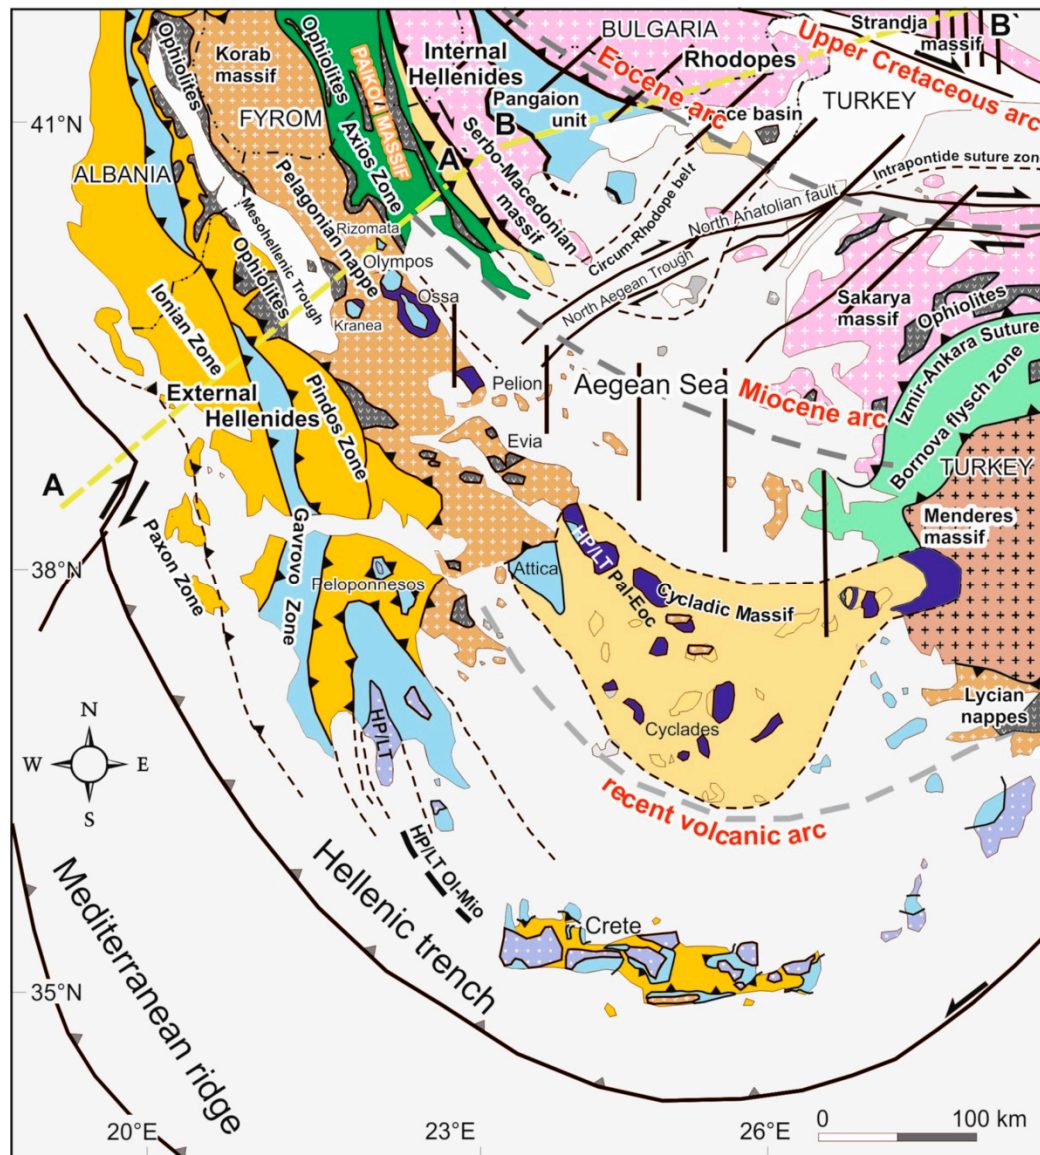 BULGARIA
Strandja
massif
B`
Ophiolites
Korab
massif
Ophiolites
PAIKOA MASSIF
Internal
Hellenides
Rhodopes
Eocene arc
Upper Cretaceous arc
TURKEY
Pangaion
unit
41°N
FYROM
Axios Zone
B
A`
Serbo-Macedonian
massif
basin
Intrapontide suture zon
ALBANIA
Pelagonian nappe
Mesohellenic Trough
Ophiolites
Rizomata
Olympos
Ossa
Kranea
Circum-Rhodope belt
North Anatolian fault
North Aegean Trough
Sakarya
massif
Ophiolites
Izmir-Ankara Suture
Bornova flysch zone
Ionian Zone
External
Hellenides
Pindos Zone
Pelion
Aegean Sea
Miocene arc
Evia
TURKEY
A
Menderes
massif
Paxon Zone
Gavrovo
Zone
38°N
Peloponnesos
Attica
HP/LT
Pal-Eoc
Cycladic Massif
HP/LT
Cyclades
Lycian
nappes
N
W
E
S
recent volcanic arc
HP/LT Ol-Mio
Mediterranean ridge
Hellenic trench
Crete
35°N
20°E
23°E
26°E
0
100 km